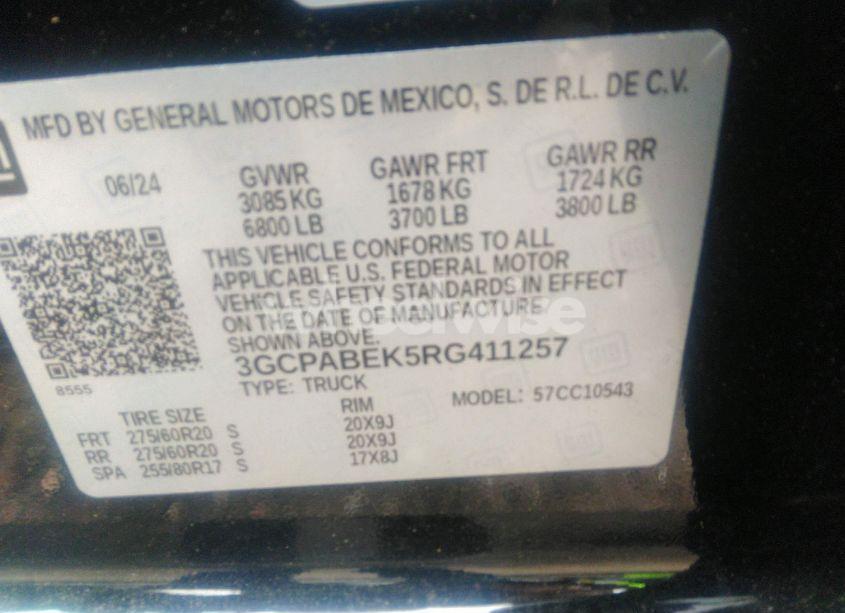 MFD BY GENERAL MOTORS DE MEXICO, S. DE R.L. DE C.V.
06/24
GVWR
3085 KG
6800 LB
GAWR FRT
1678 KG
3700 LB
GAWR RR
1724 KG
3800 LB
THIS VEHICLE CONFORMS TO ALL
APPLICABLE U.S. FEDERAL MOTOR
VEHICLE SAFETY STANDARDS IN EFFECT
ON THE DATE OF MANUFACTURE
SHOWN ABOVE.
3GCPABEK5RG411257
TYPE: TRUCK
MODEL: 57CC10543
8555
TIRE SIZE
RIM
FRT 275/60R20 S 20X9J
RR 275/60R20 S 20X9J
SPA 255/80R17 S 17X8J